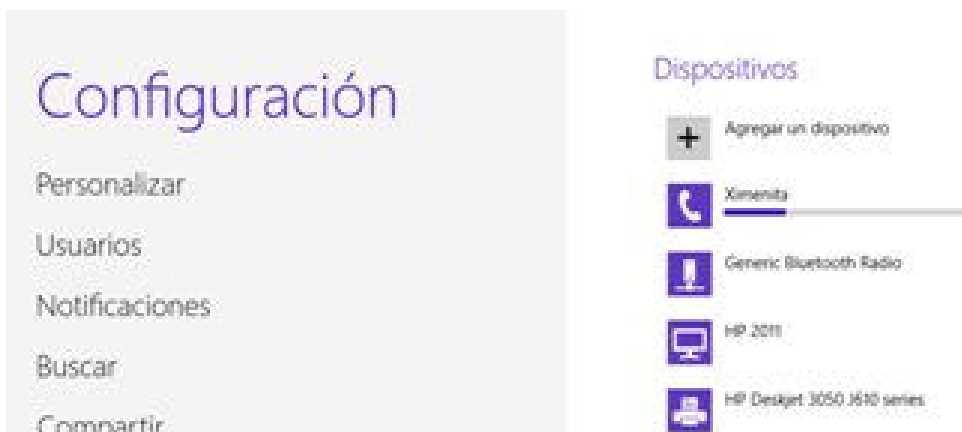 Configuración
Personalizar
Usuarios
Notificaciones
Buscar
Compartir
Dispositivos
Agregar un dispositivo
Ximenita
Generic Bluetooth Radio
HP 2011
HP Deskjet 3050 J610 series